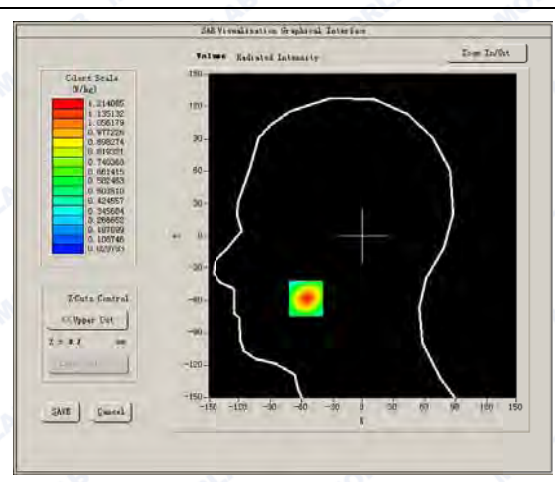 SAR Visualisation Graphical Interface
Volume Radiated Intensity
Zoom In/Out
Colors Scale
(W/kg)
1.214085
1.135132
1.056179
0.977226
0.898274
0.819321
0.740368
0.661415
0.582463
0.503510
0.424557
0.345604
0.266652
0.187699
0.108746
0.029793
150
120
90
60
30
0
-30
-60
-90
-120
-150
-150 -120 -90 -60 -30 0 30 60 90 120 150
X
Z-Cuts Control
<<Upper Cut
SAVE
Cancel